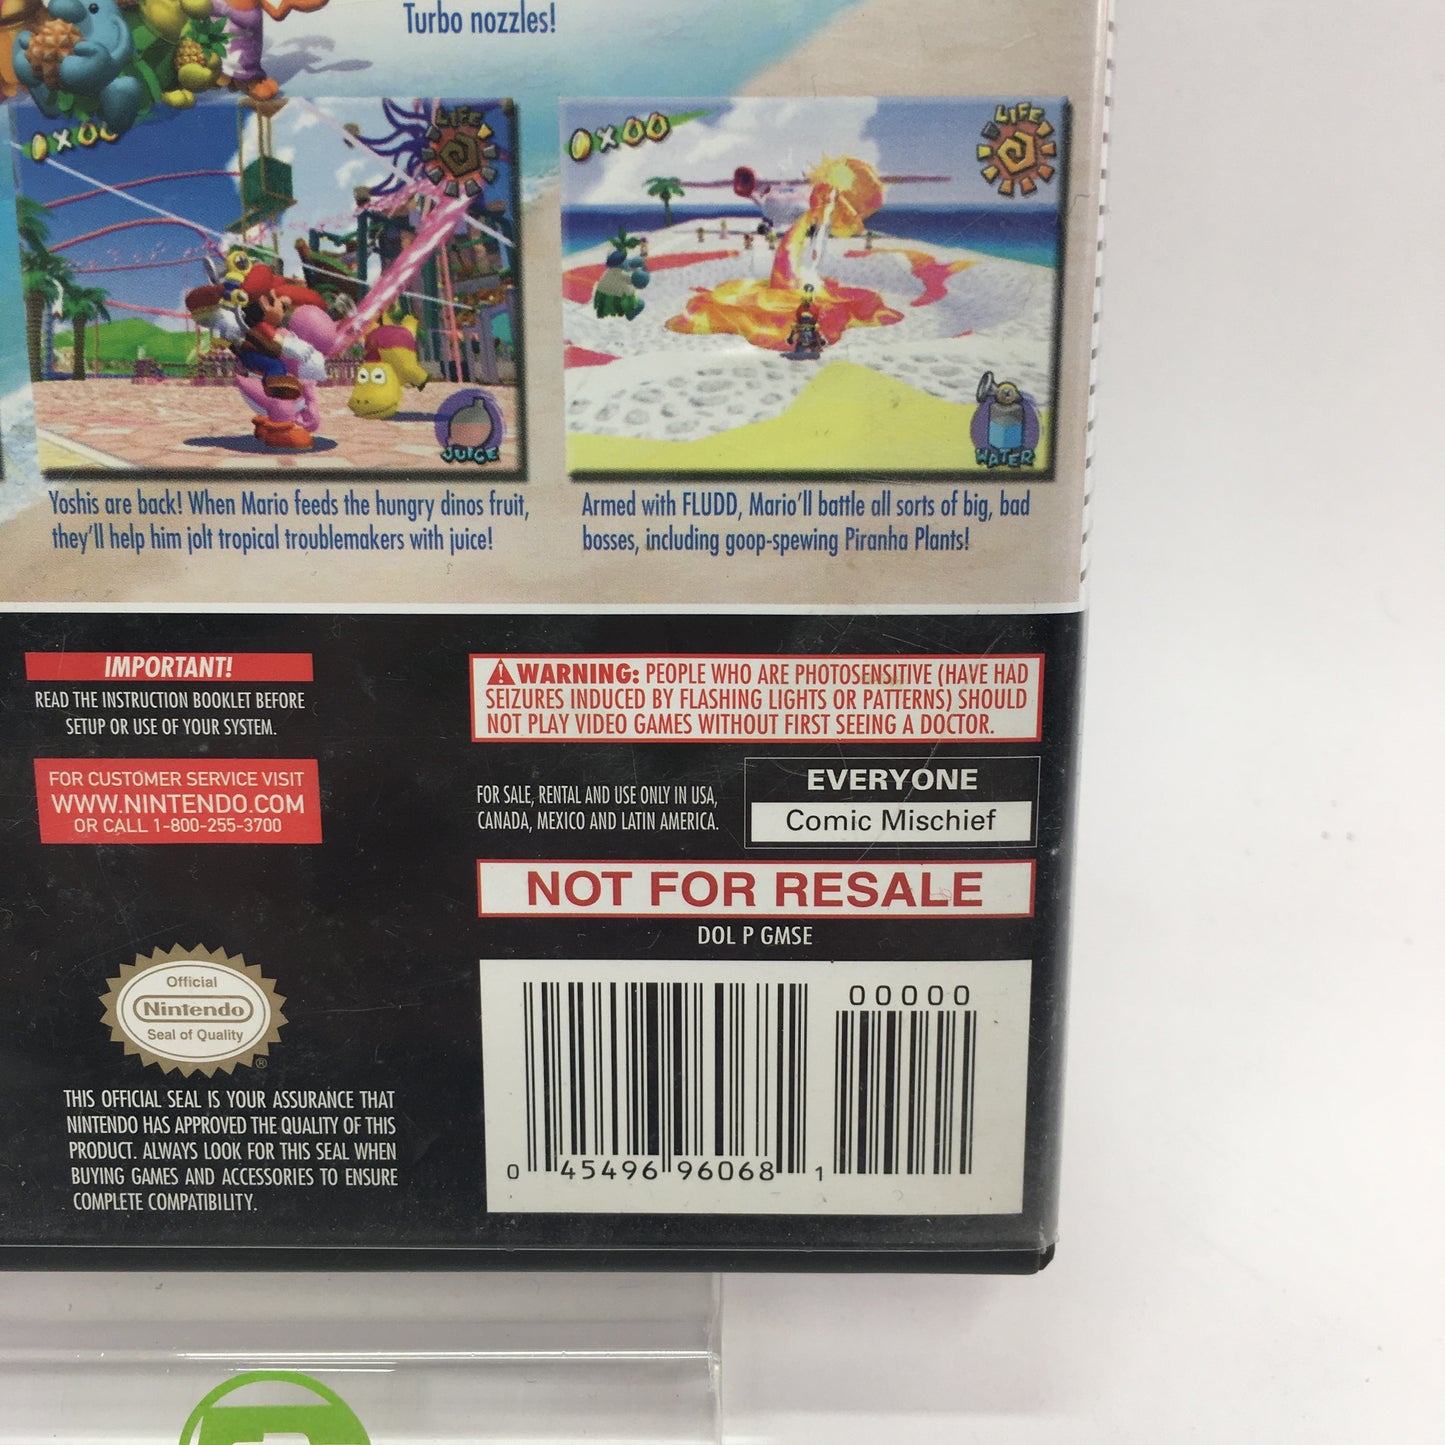 Turbo nozzles!
LIFE
LIFE
0x00
JUICE
WATER
Yoshis are back! When Mario feeds the hungry dinos fruit,
they'll help him jolt tropical troublemakers with juice!
Armed with FLUDD, Mario'll battle all sorts of big, bad
bosses, including goop-spewing Piranha Plants!
IMPORTANT!
READ THE INSTRUCTION BOOKLET BEFORE
SETUP OR USE OF YOUR SYSTEM.
FOR CUSTOMER SERVICE VISIT
WWW.NINTENDO.COM
OR CALL 1-800-255-3700
WARNING: PEOPLE WHO ARE PHOTOSENSITIVE (HAVE HAD
SEIZURES INDUCED BY FLASHING LIGHTS OR PATTERNS) SHOULD
NOT PLAY VIDEO GAMES WITHOUT FIRST SEEING A DOCTOR.
FOR SALE, RENTAL AND USE ONLY IN USA,
CANADA, MEXICO AND LATIN AMERICA.
EVERYONE
Comic Mischief
NOT FOR RESALE
DOL P GMSE
Official
Nintendo
Seal of Quality
®
THIS OFFICIAL SEAL IS YOUR ASSURANCE THAT
NINTENDO HAS APPROVED THE QUALITY OF THIS
PRODUCT. ALWAYS LOOK FOR THIS SEAL WHEN
BUYING GAMES AND ACCESSORIES TO ENSURE
COMPLETE COMPATIBILITY.
00000
0 45496 96068 1